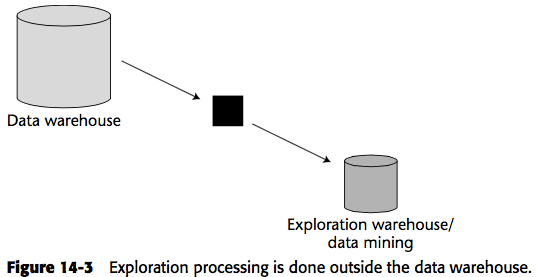 Data warehouse
Exploration warehouse/
data mining
Figure 14-3 Exploration processing is done outside the data warehouse.